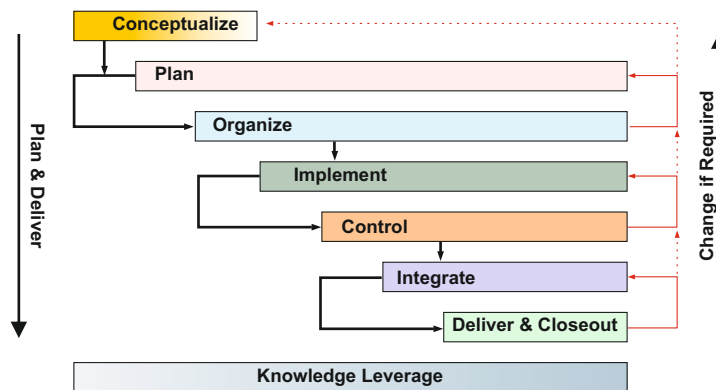 Conceptualize
Plan
Organize
Implement
Control
Integrate
Deliver & Closeout
Knowledge Leverage
Plan & Deliver
Change if Required